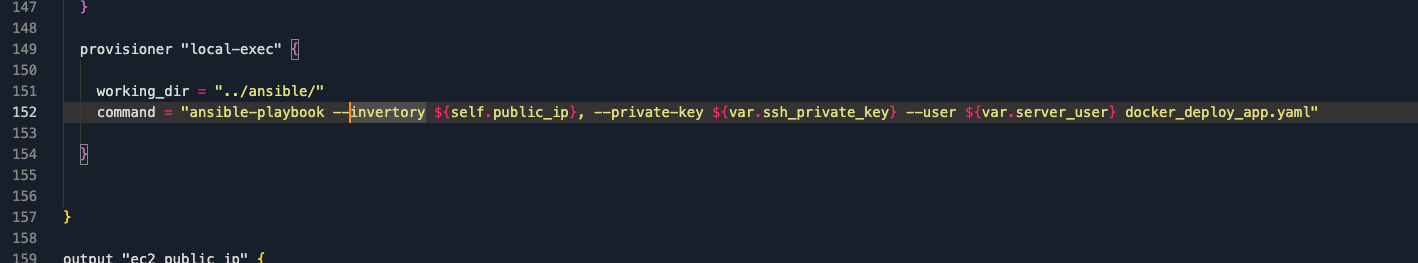 147 }
148
149 provisioner "local-exec" {
150
151 working_dir = "../ansible/"
152 command = "ansible-playbook --invertory ${self.public_ip}, --private-key ${var.ssh_private_key} --user ${var.server_user} docker_deploy_app.yaml"
153
154 }
155
156
157 }
158
159 output "ec2_public_ip" {